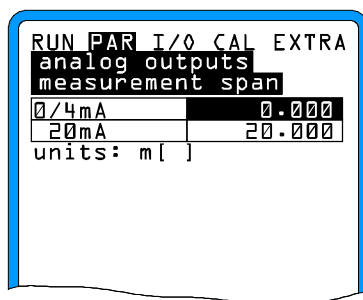 RUN PAR I/O CAL EXTRA
analog outputs
measurement span
0/4mA 0.000
20mA 20.000
units: m[ ]